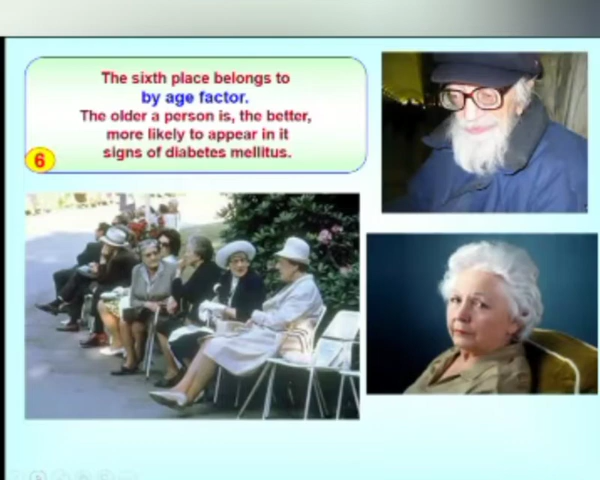 The sixth place belongs to
by age factor.
The older a person is, the better,
more likely to appear in it
signs of diabetes mellitus.
6